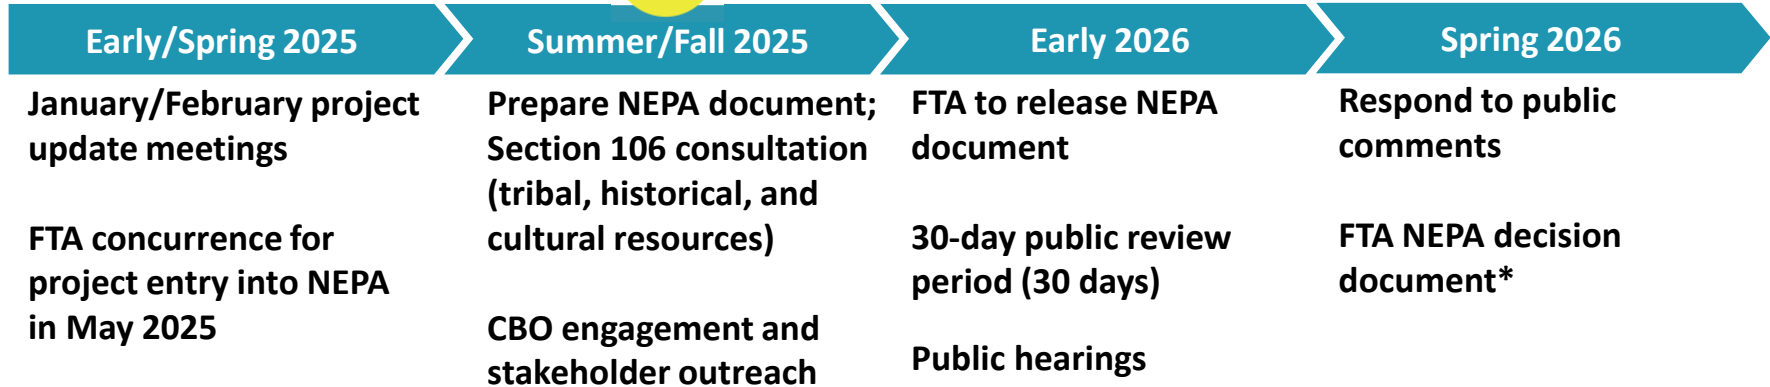 Early/Spring 2025
January/February project
update meetings
FTA concurrence for
project entry into NEPA
in May 2025
Summer/Fall 2025
Prepare NEPA document;
Section 106 consultation
(tribal, historical, and
cultural resources)
CBO engagement and
stakeholder outreach
Early 2026
FTA to release NEPA
document
30-day public review
period (30 days)
Public hearings
Spring 2026
Respond to public
comments
FTA NEPA decision
document*